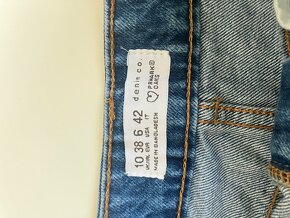 denim co.
PRIMARK®
CARES
10 38 6 42
UK/IRL EUR USA IT
MADE IN BANGLADESH